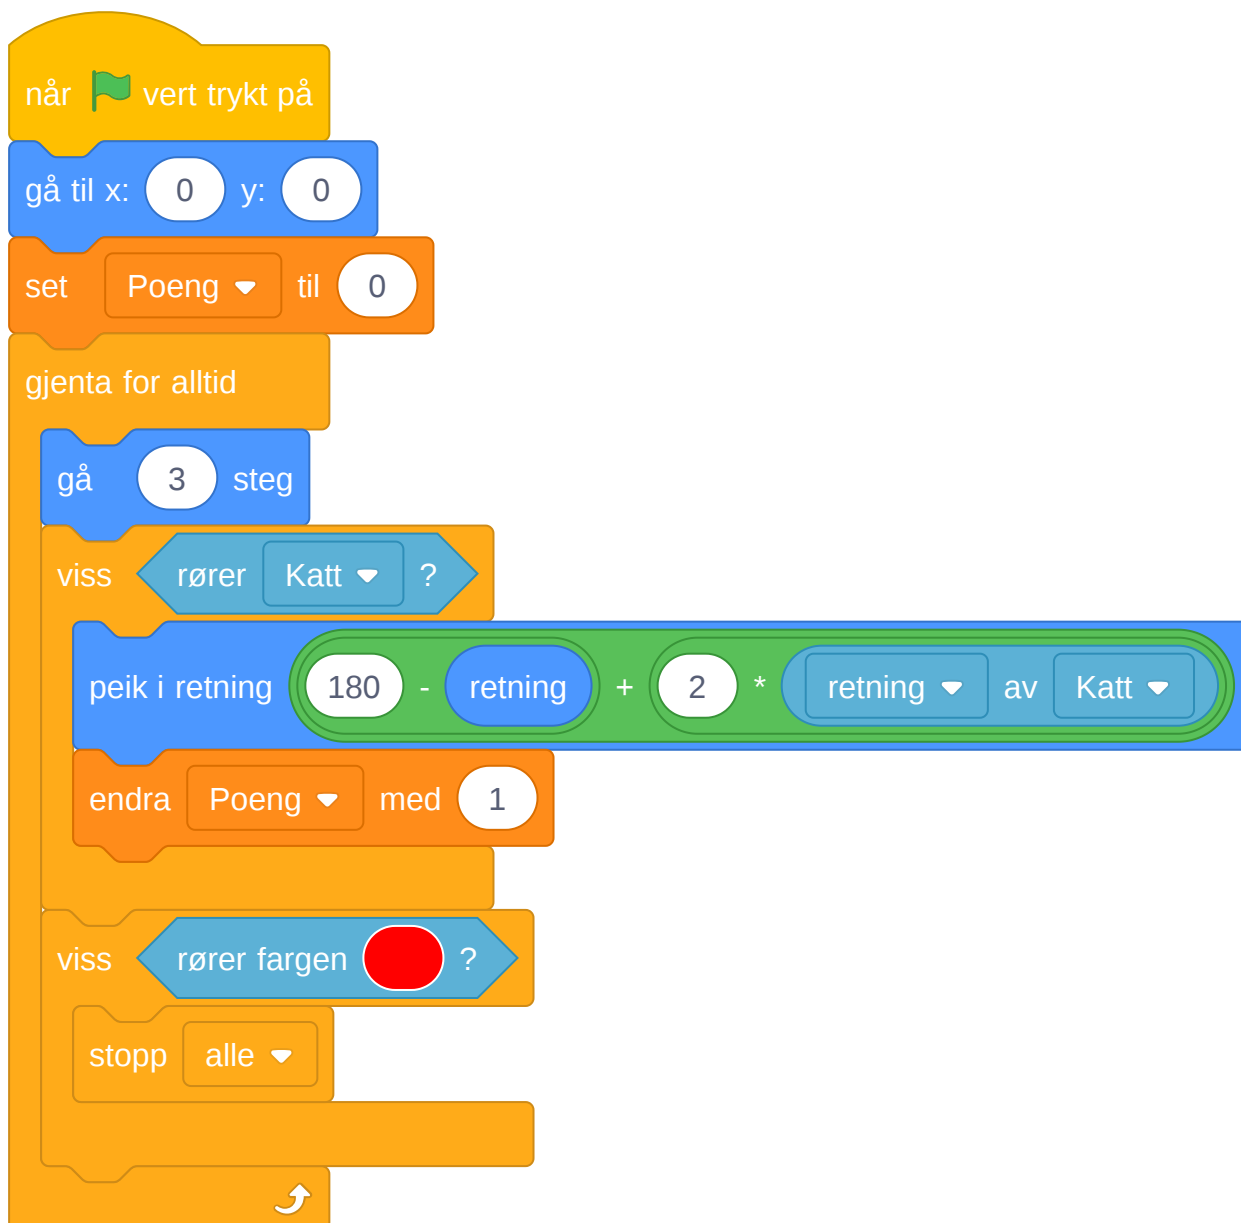 når vert trykt på
gå til x: 0 y: 0
set Poeng til 0
gjenta for alltid
gå 3 steg
viss rører Katt ?
peik i retning 180 - retning + 2 * retning av Katt
endra Poeng med 1
viss rører fargen ?
stopp alle